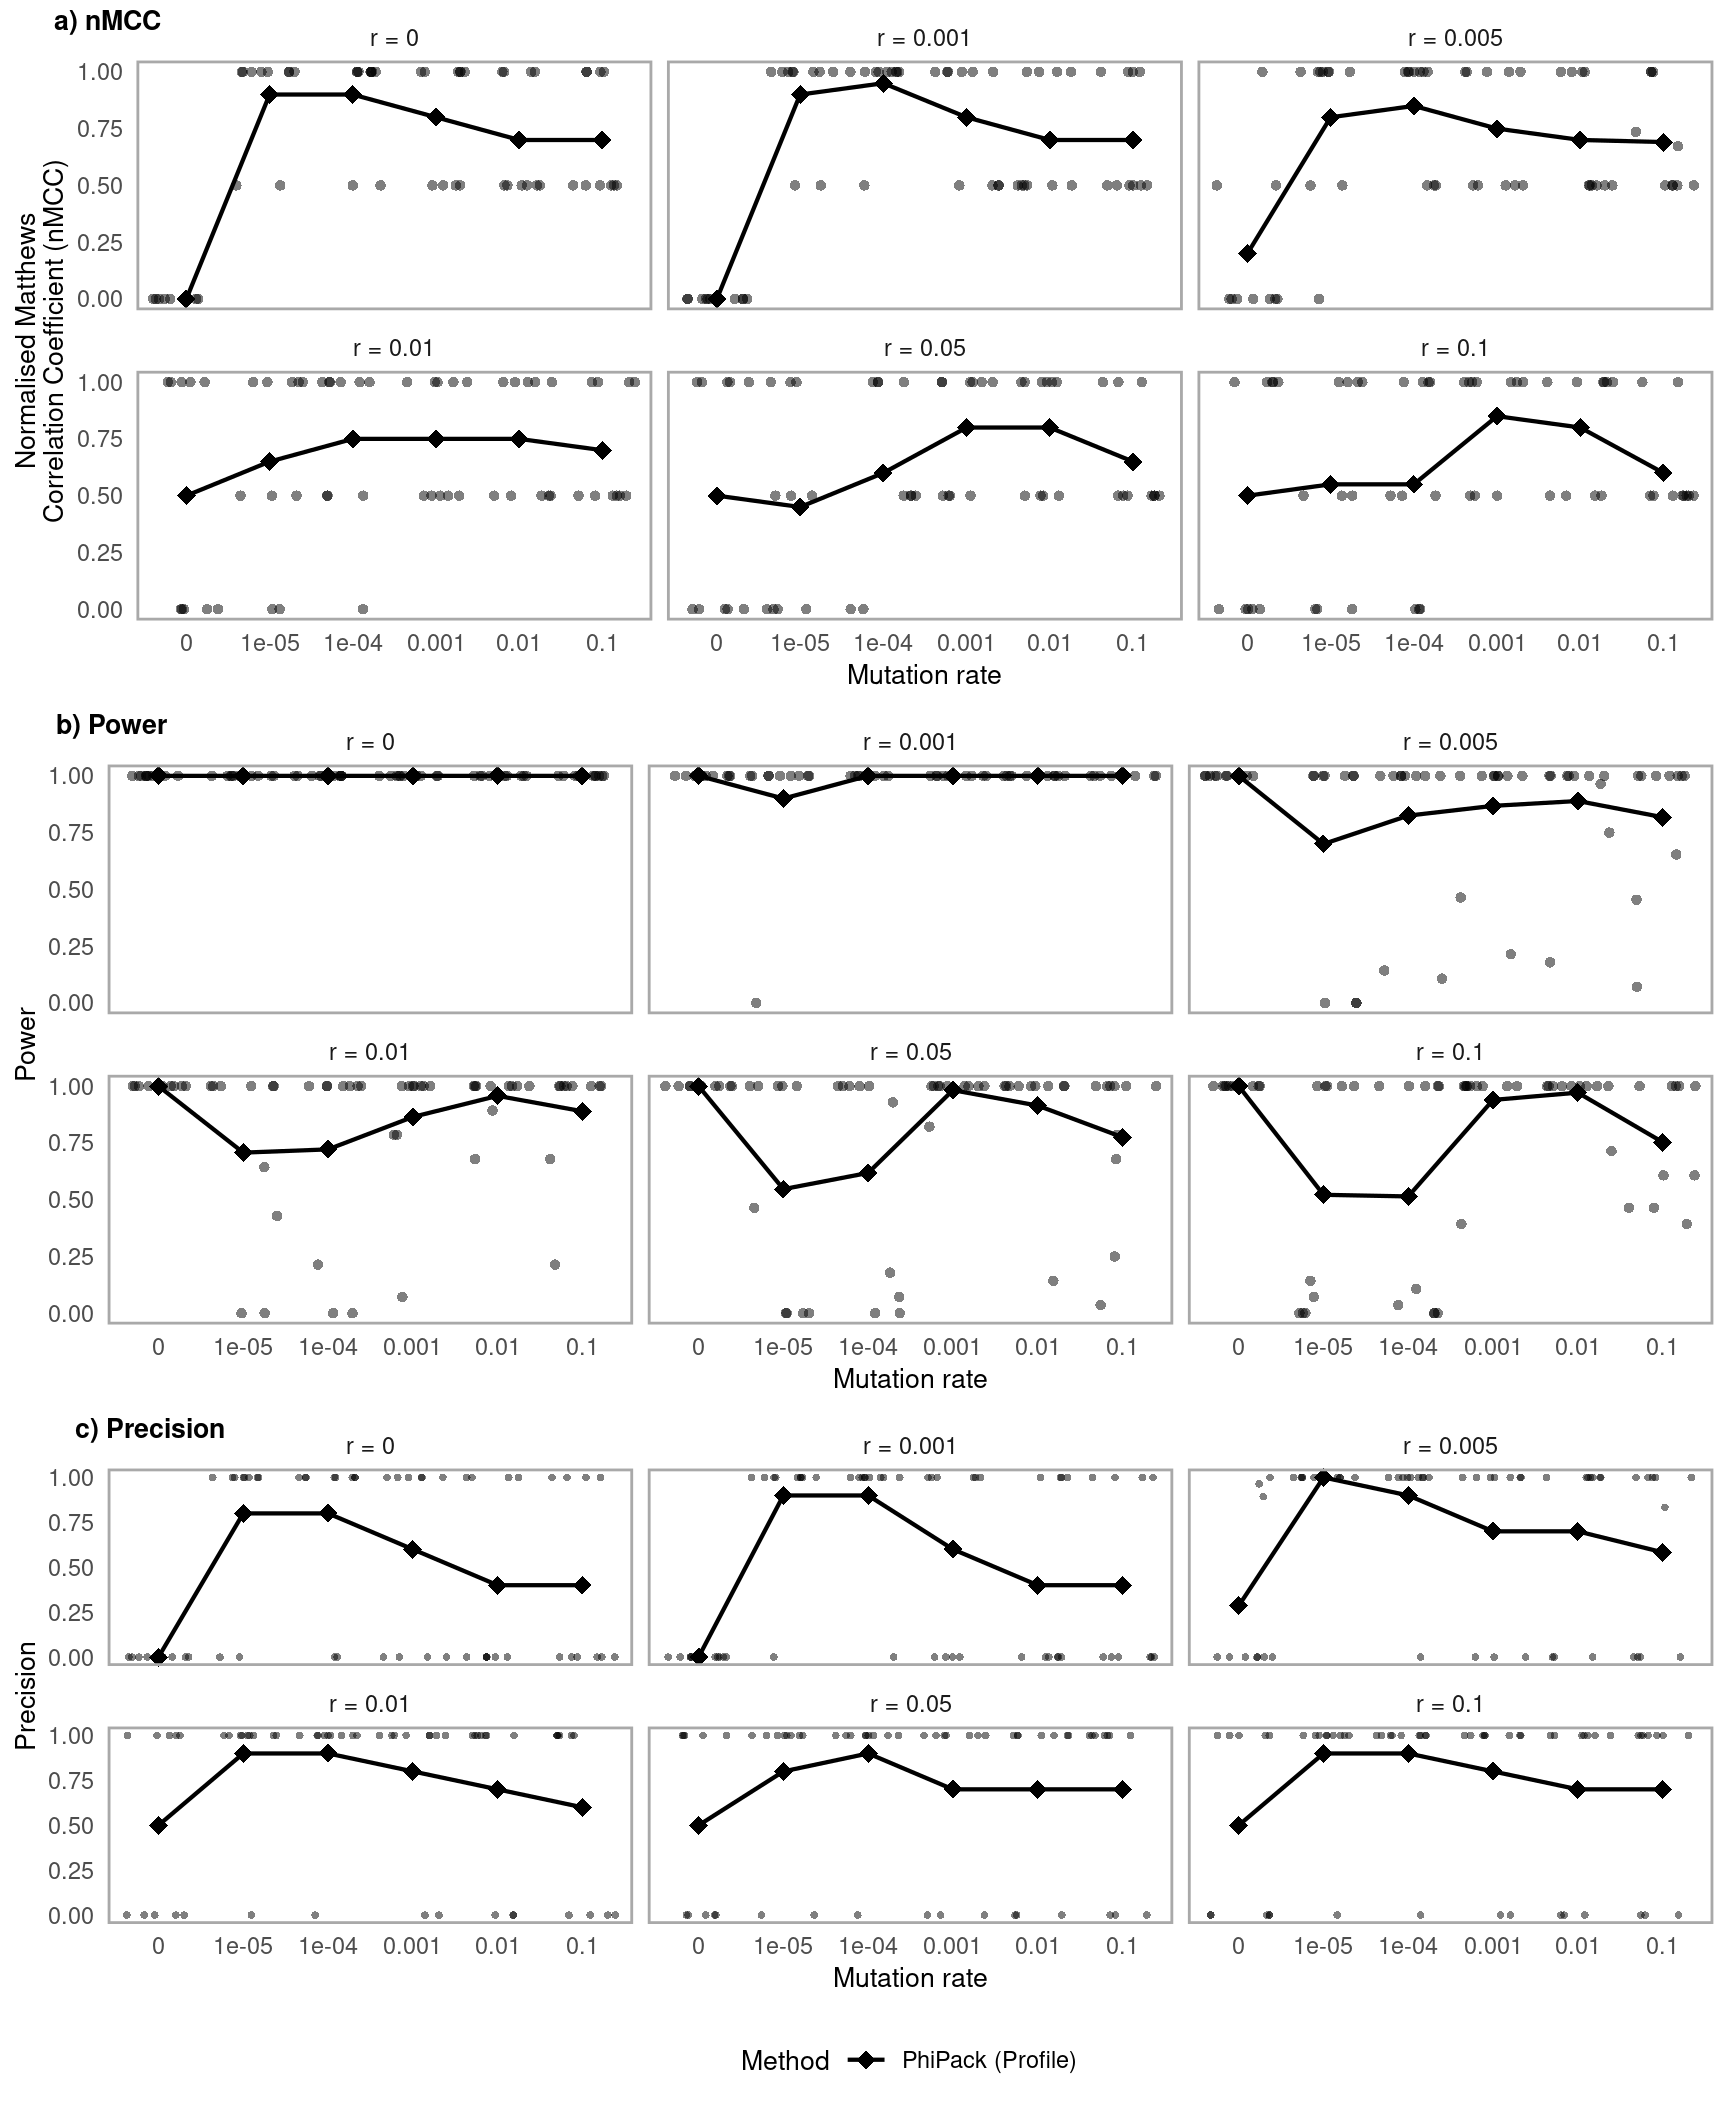 a) nMCC
r = 0
r = 0.001
r = 0.005
1.00
0.75
0.50
0.25
0.00
Normalised Matthews
Correlation Coefficient (nMCC)
r = 0.01
r = 0.05
r = 0.1
1.00
0.75
0.50
0.25
0.00
0 1e-05 1e-04 0.001 0.01 0.1
0 1e-05 1e-04 0.001 0.01 0.1
0 1e-05 1e-04 0.001 0.01 0.1
Mutation rate
b) Power
r = 0
r = 0.001
r = 0.005
1.00
0.75
0.50
0.25
0.00
Power
r = 0.01
r = 0.05
r = 0.1
1.00
0.75
0.50
0.25
0.00
0 1e-05 1e-04 0.001 0.01 0.1
0 1e-05 1e-04 0.001 0.01 0.1
0 1e-05 1e-04 0.001 0.01 0.1
Mutation rate
c) Precision
r = 0
r = 0.001
r = 0.005
1.00
0.75
0.50
0.25
0.00
Precision
r = 0.01
r = 0.05
r = 0.1
1.00
0.75
0.50
0.25
0.00
0 1e-05 1e-04 0.001 0.01 0.1
0 1e-05 1e-04 0.001 0.01 0.1
0 1e-05 1e-04 0.001 0.01 0.1
Mutation rate
Method PhiPack (Profile)